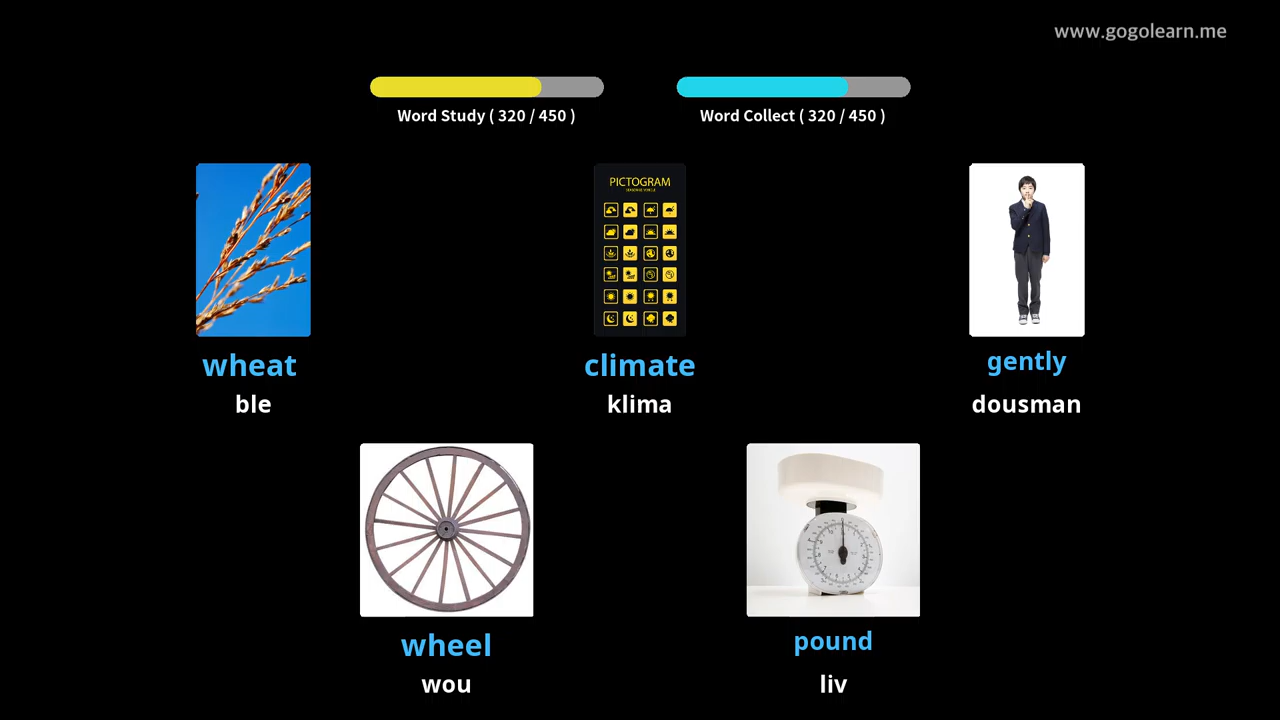 www.gogolearn.me
Word Study ( 320 / 450 )
Word Collect ( 320 / 450 )
PICTOGRAM
wheat
climate
gently
ble
klima
dousman
wheel
pound
wou
liv